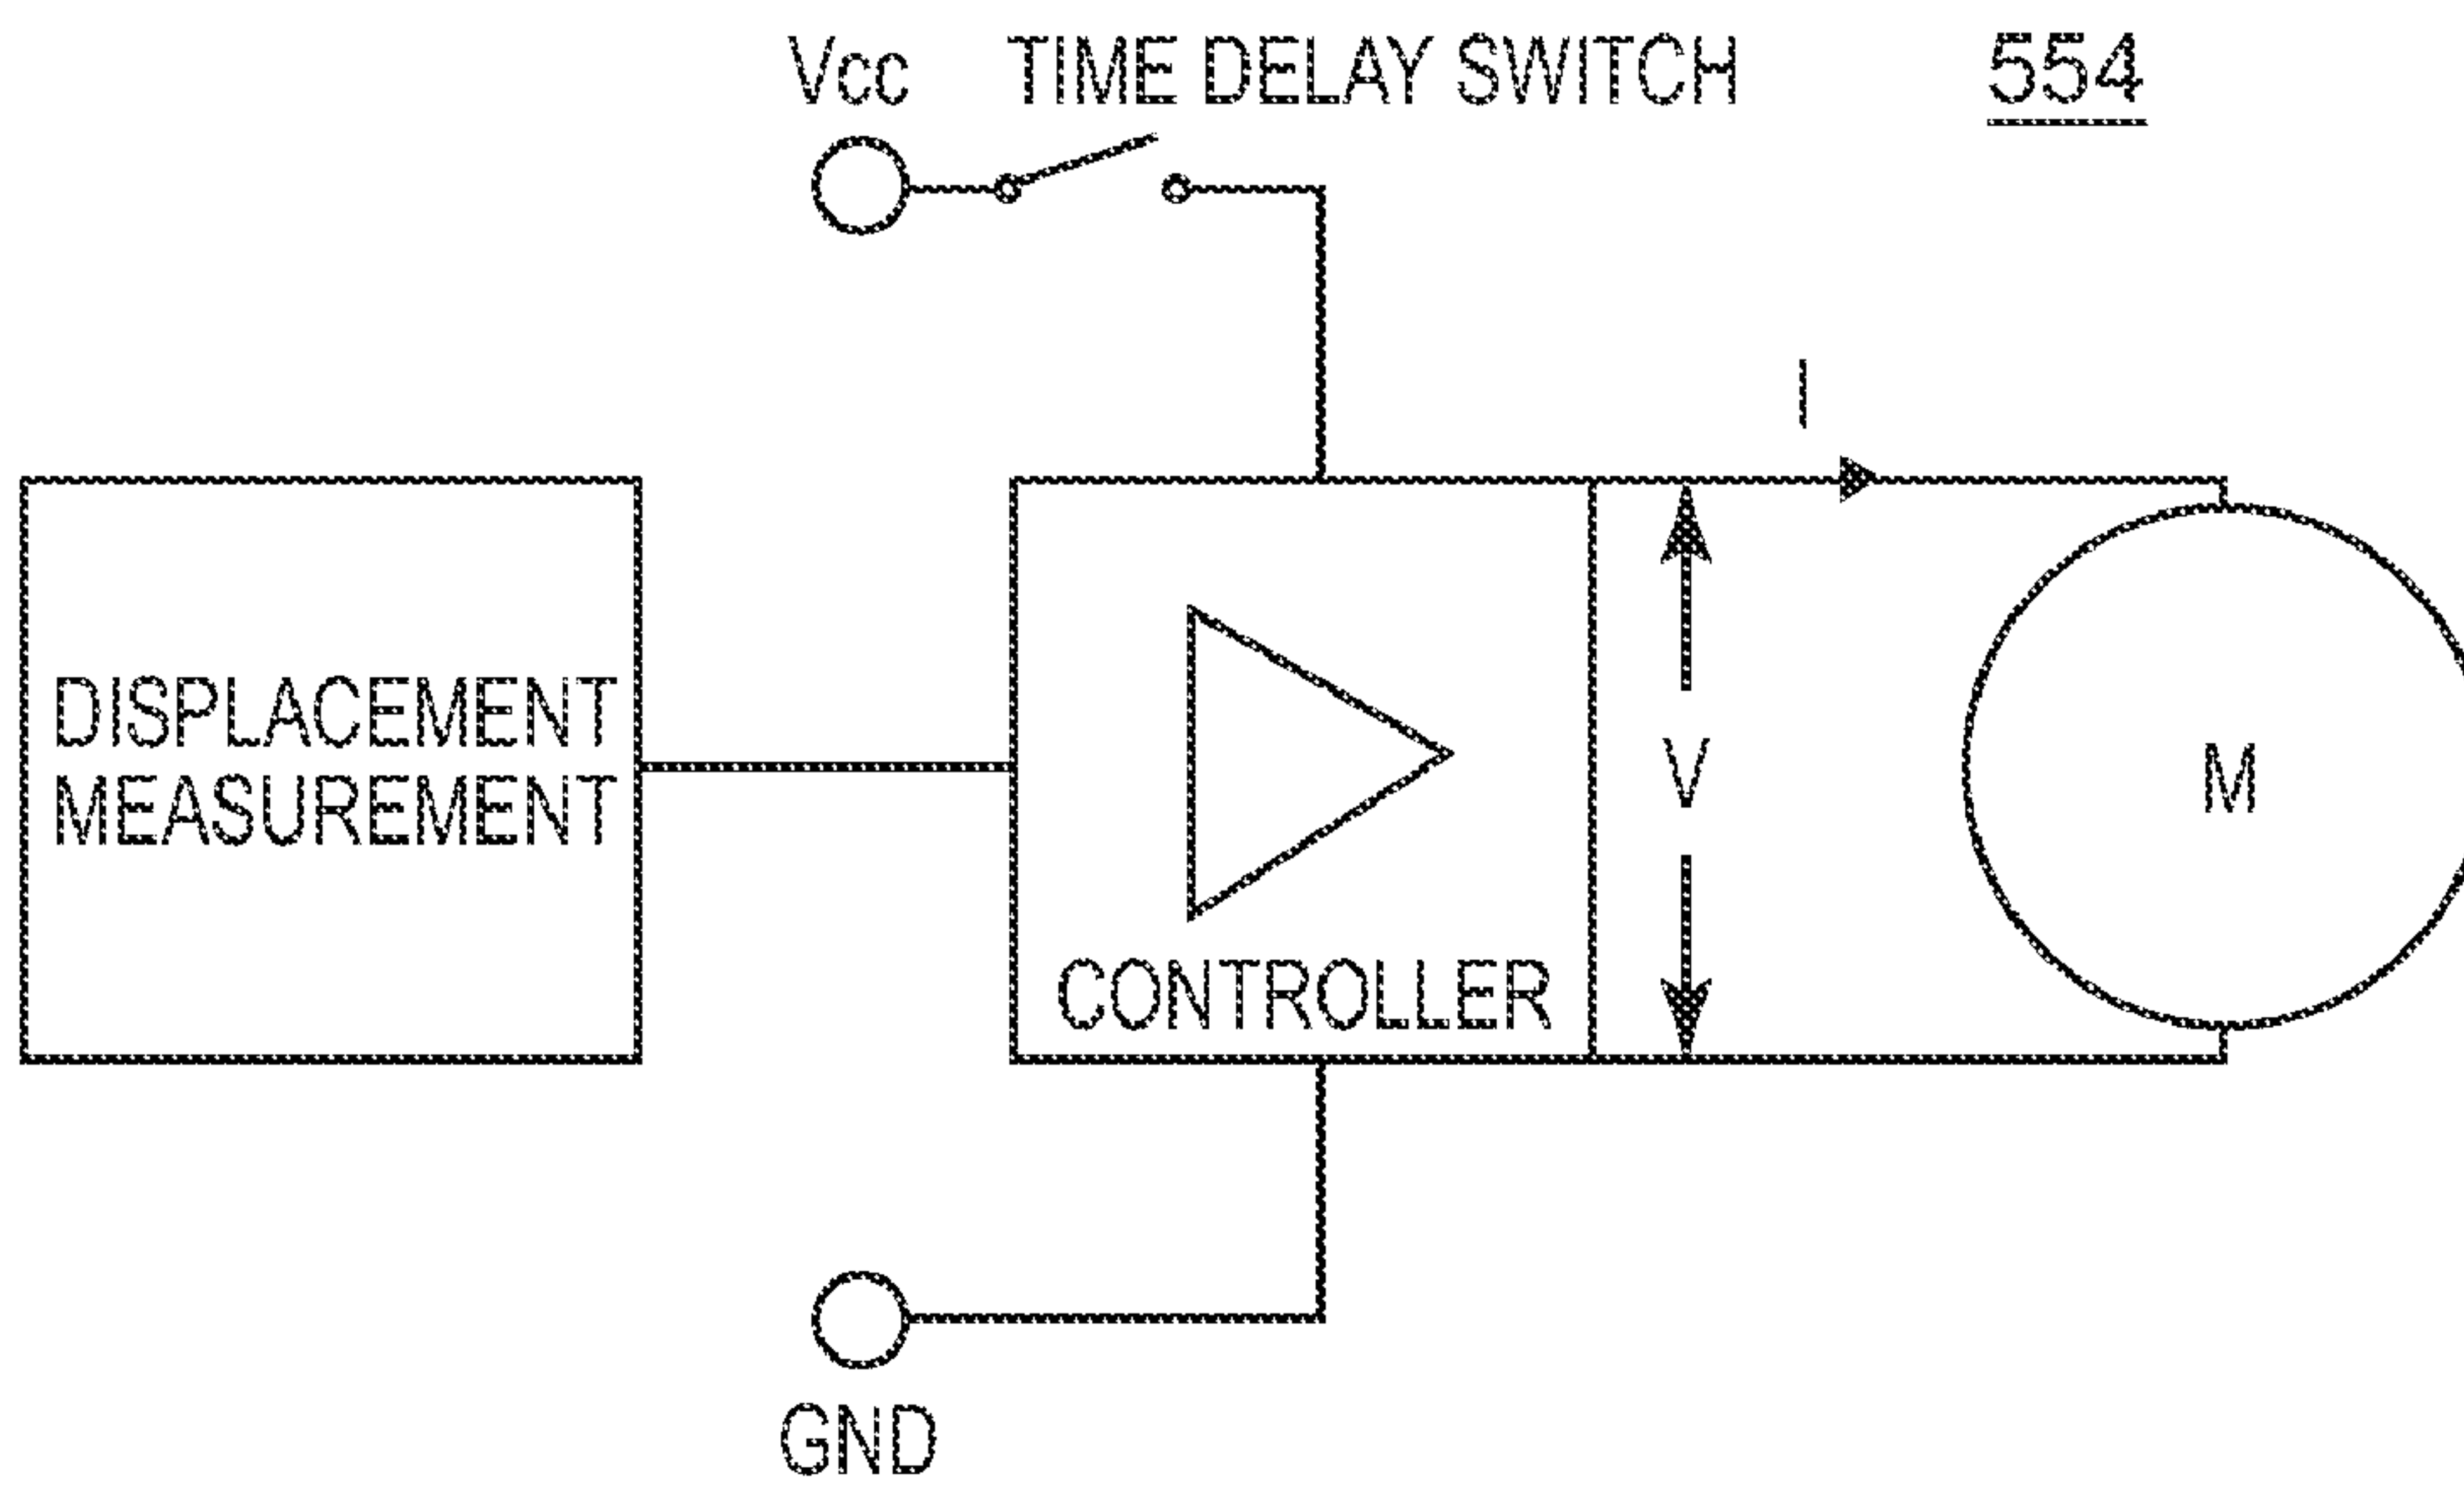 Vcc TIME DELAY SWITCH 554
I
DISPLACEMENT
MEASUREMENT
V
M
CONTROLLER
GND